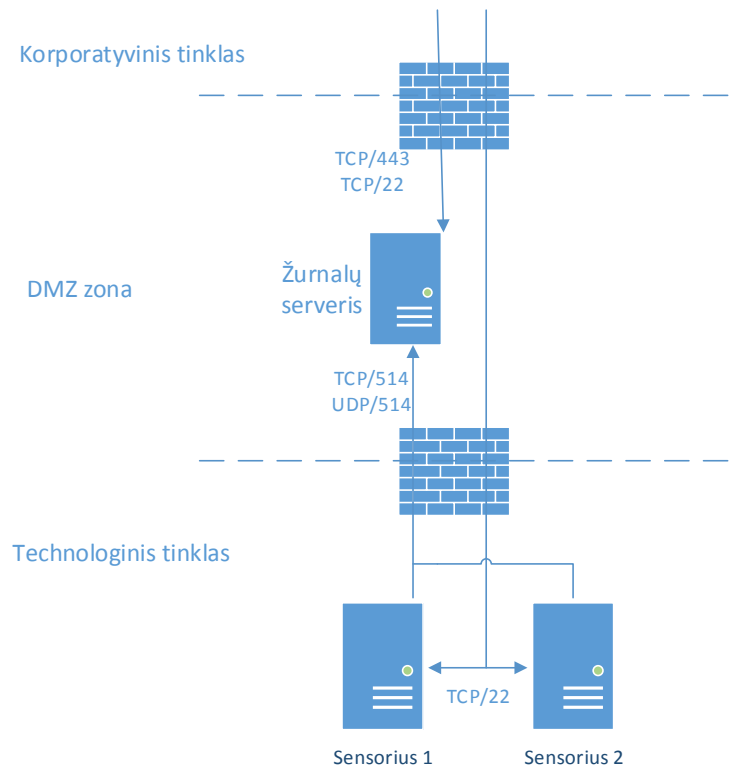 Korporatyvinis tinklas
TCP/443
TCP/22
Žurnalų
serveris
DMZ zona
TCP/514
UDP/514
Technologinis tinklas
TCP/22
Sensorius 1
Sensorius 2